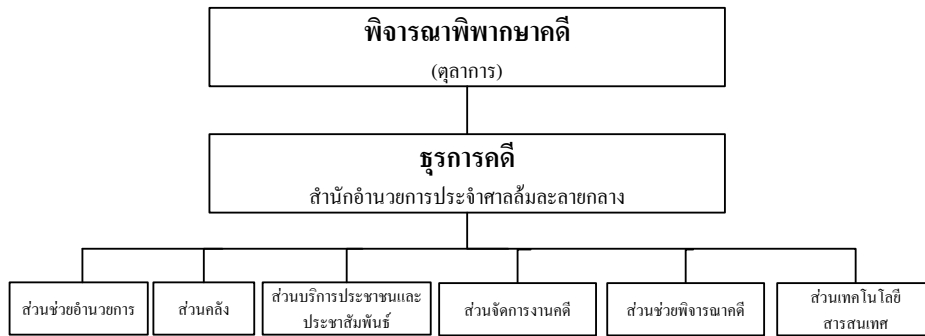 พิจารณาพิพากษาคดี
(ตุลาการ)
ธุรการคดี
สำนักอำนวยการประจำศาลล้มละลายกลาง
ส่วนช่วยอำนวยการ
ส่วนคลัง
ส่วนบริการประชาชนและ
ประชาสัมพันธ์
ส่วนจัดการงานคดี
ส่วนช่วยพิจารณาคดี
ส่วนเทคโนโลยี
สารสนเทศ